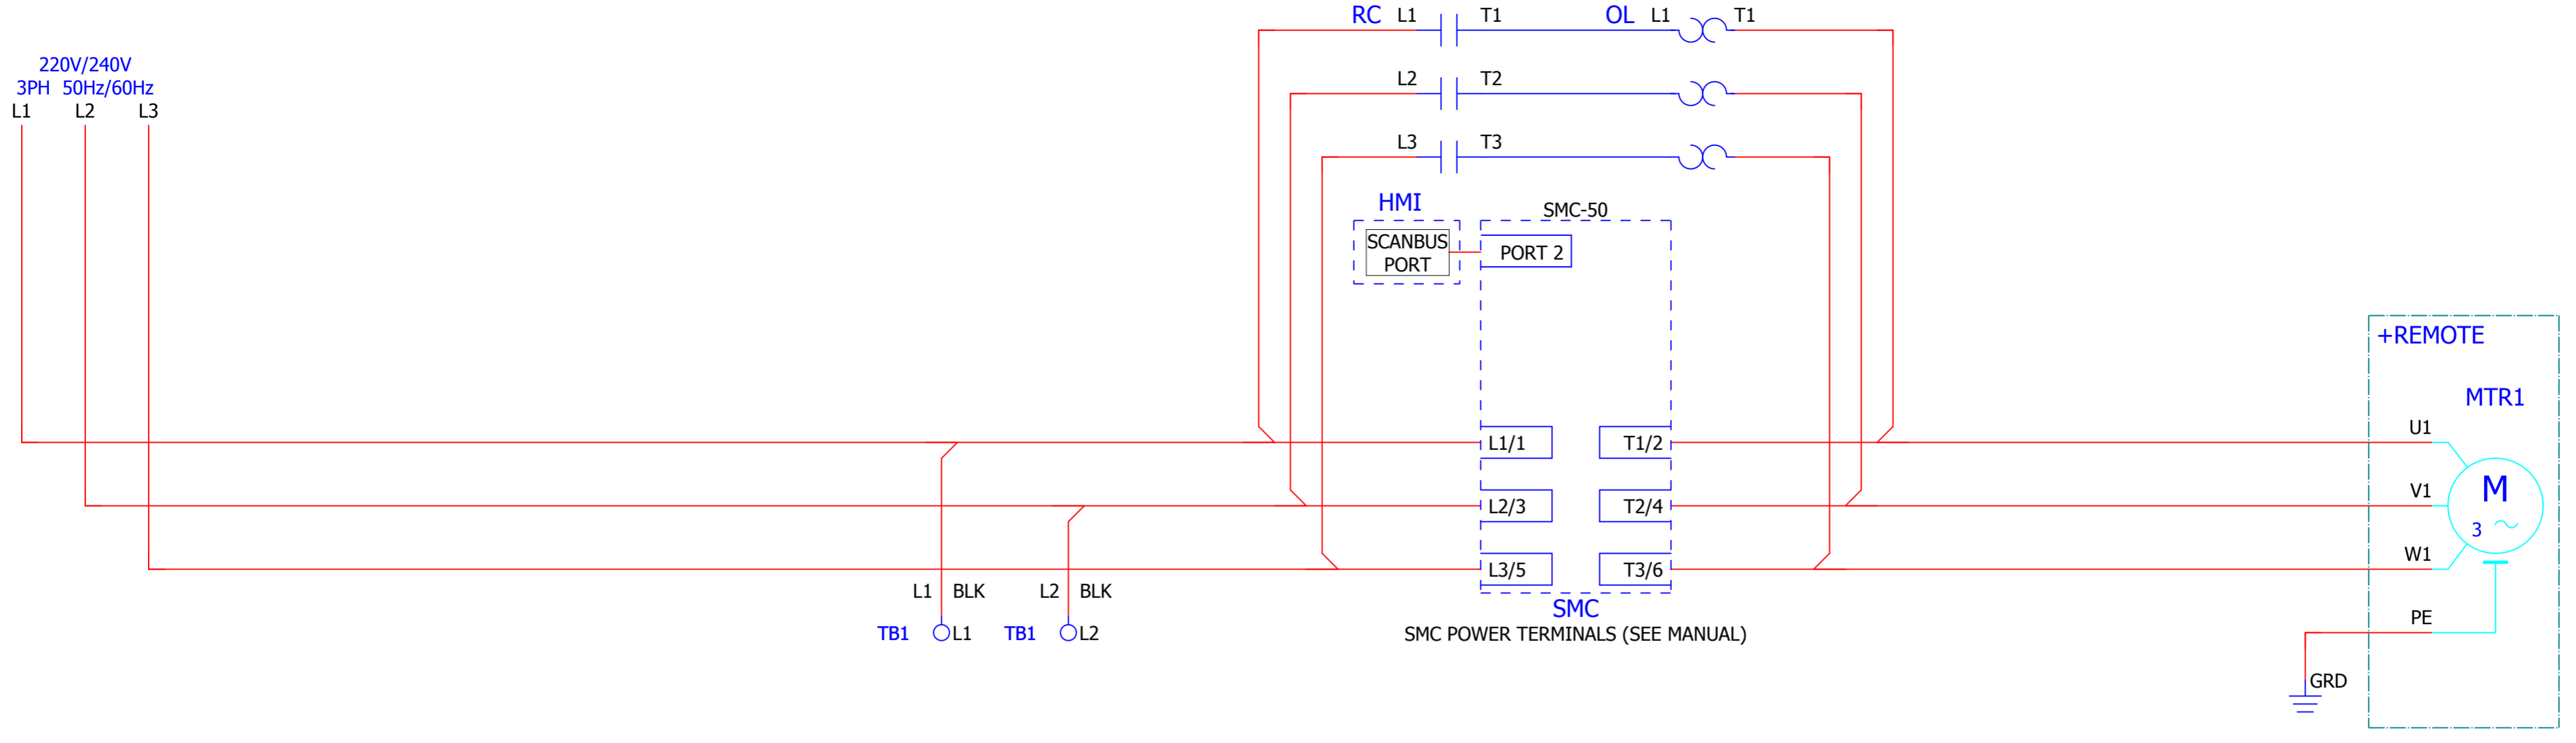 RC L1 T1 OL L1 T1
220V/240V
3PH 50Hz/60Hz
L1 L2 L3
L2 T2
L3 T3
HMI
SCANBUS
PORT
SMC-50
PORT 2
+REMOTE
MTR1
L1/1 T1/2 U1
L2/3 T2/4 V1
M
3
L3/5 T3/6 W1
L1 BLK L2 BLK
TB1 L1 TB1 L2
SMC
SMC POWER TERMINALS (SEE MANUAL)
PE
GRD